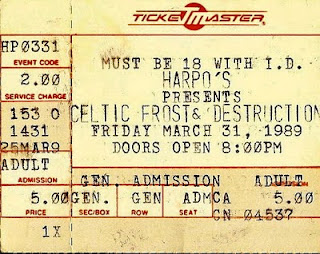 TICKETMASTER
HP0331 MUST BE 18 WITH I.D.
EVENT CODE HARPO'S
2.00 PRESENTS
SERVICE CHARGE
153 0 CELTIC FROST& DESTRUCTION
1431 FRIDAY MARCH 31, 1989
25MAR9 DOORS OPEN 8:00PM
ADULT
ADMISSION GEN. ADMISSION ADULT
5.00 GEN. GEN ADMCA 5.00
PRICE SEC/BOX ROW SEAT
1X CN 04537